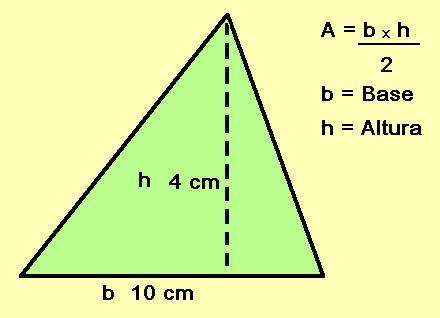 A = b x h
2
b = Base
h = Altura
h 4 cm
b 10 cm